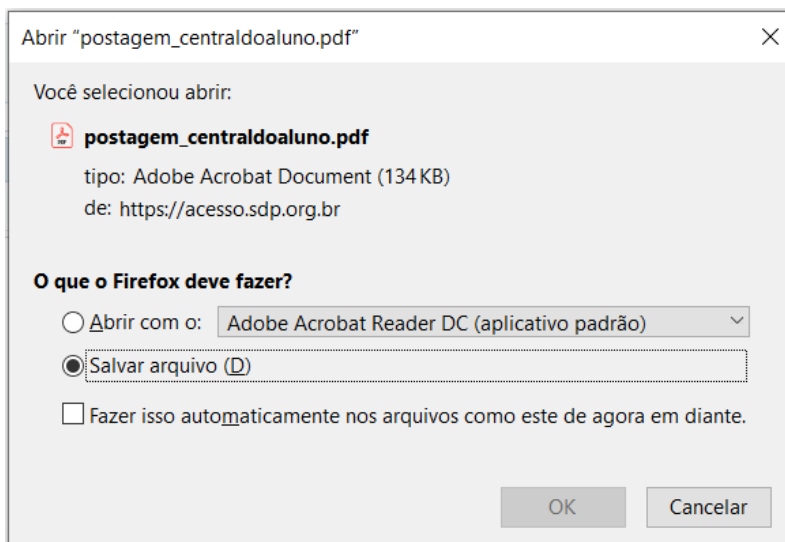 Abrir “postagem_centraldoaluno.pdf”
Você selecionou abrir:
postagem_centraldoaluno.pdf
tipo: Adobe Acrobat Document (134 KB)
de: https://acesso.sdp.org.br
O que o Firefox deve fazer?
Abrir com o: Adobe Acrobat Reader DC (aplicativo padrão)
Salvar arquivo (D)
Fazer isso automaticamente nos arquivos como este de agora em diante.
OK Cancelar